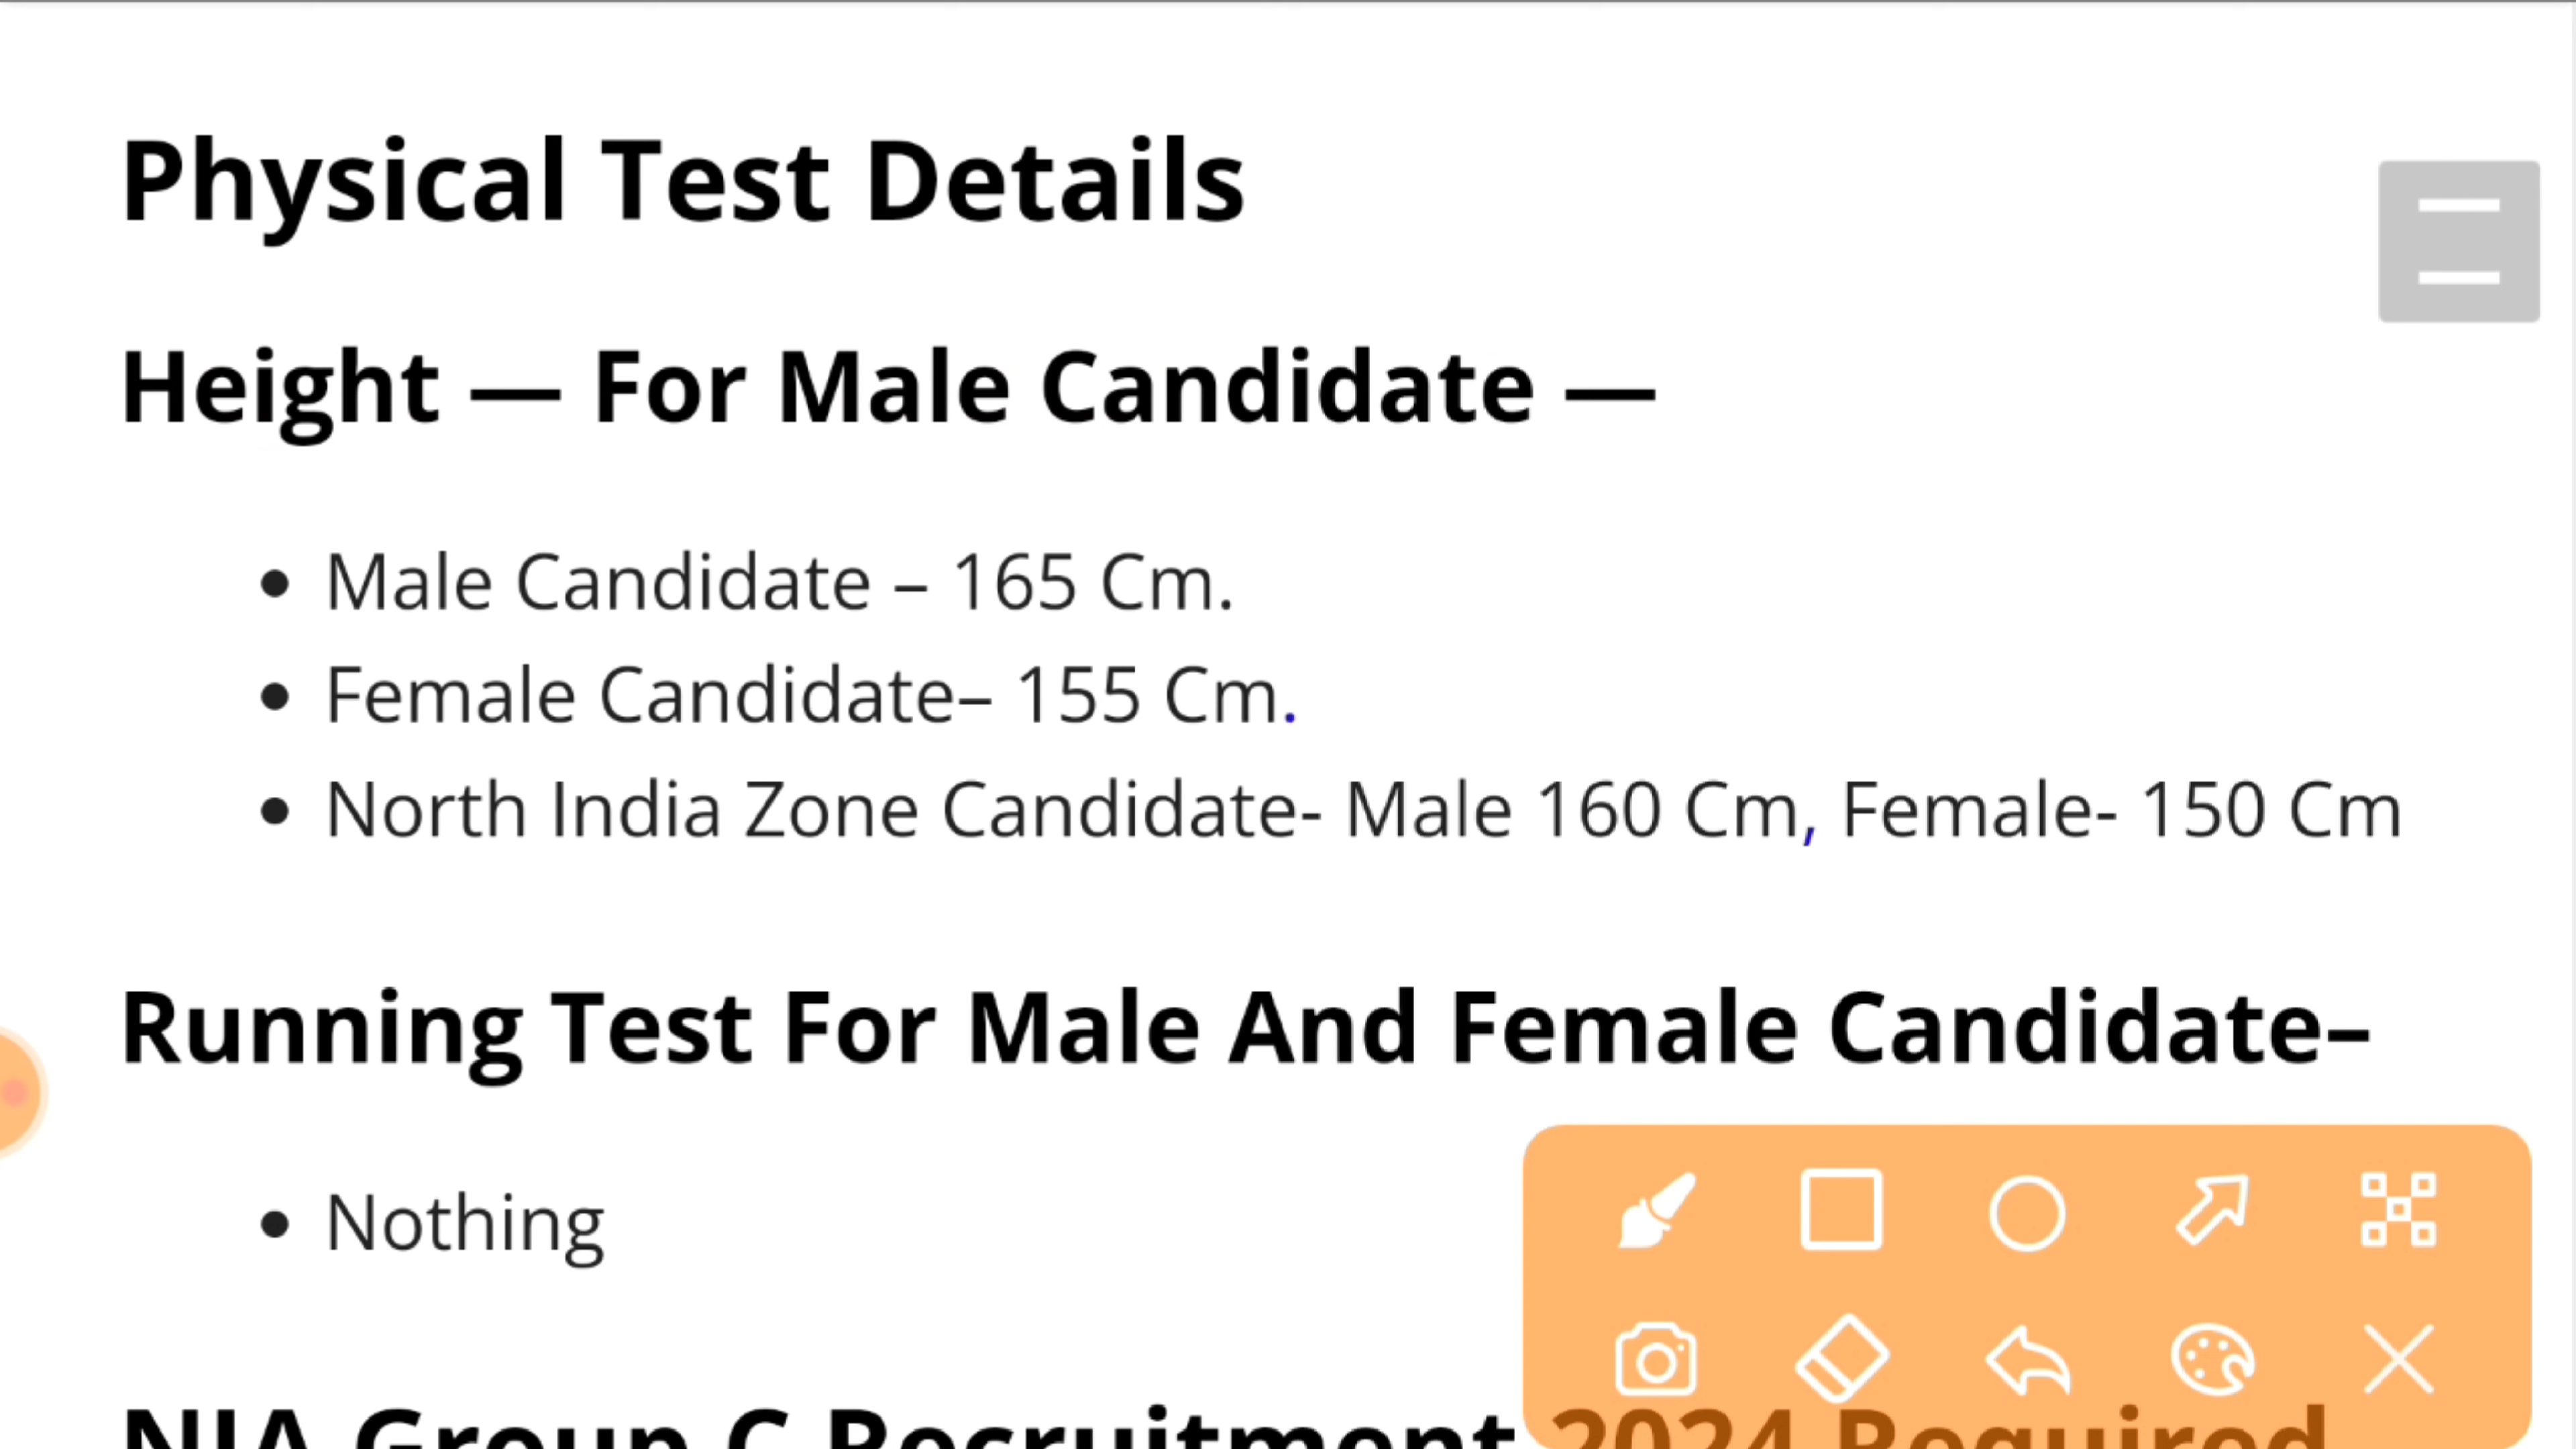 Physical Test Details
Height — For Male Candidate —
Male Candidate – 165 Cm.
Female Candidate– 155 Cm.
North India Zone Candidate- Male 160 Cm, Female- 150 Cm
Running Test For Male And Female Candidate–
Nothing
NIA Group C Recruitment 2024 Required